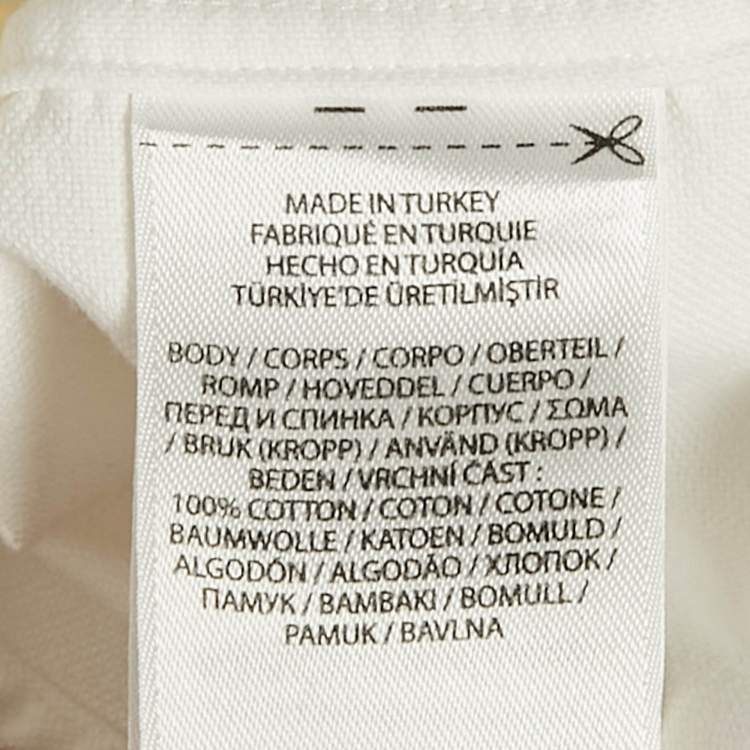 MADE IN TURKEY
FABRIQUÉ EN TURQUIE
HECHO EN TURQUÍA
TÜRKİYE'DE ÜRETİLMİŞTİR
BODY / CORPS / CORPO / OBERTEIL /
ROMP / HOVEDDEL / CUERPO /
ПЕРЕД И СПИНКА / КОРПУС / ΣΩΜΑ
/ BRUK (KROPP) / ANVÄND (KROPP) /
BEDEN / VRCHNÍ ČÁST :
100% COTTON / COTON / COTONE /
BAUMWOLLE / KATOEN / BOMULD /
ALGODÓN / ALGODÃO / ХЛОПОК /
ПАМУК / BAMBAKI / BOMULL /
PAMUK / BAVLNA